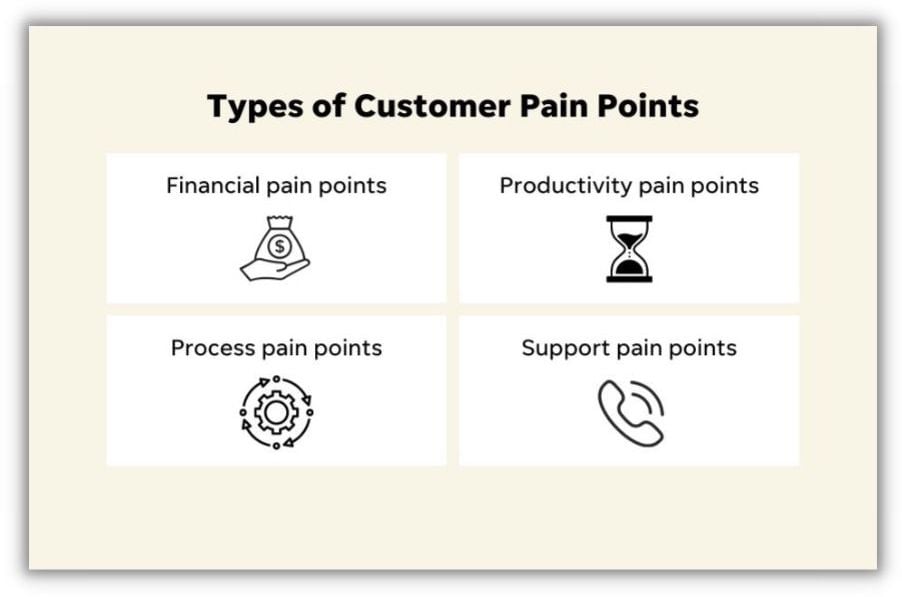 Types of Customer Pain Points
Financial pain points
Productivity pain points
$
Process pain points
Support pain points